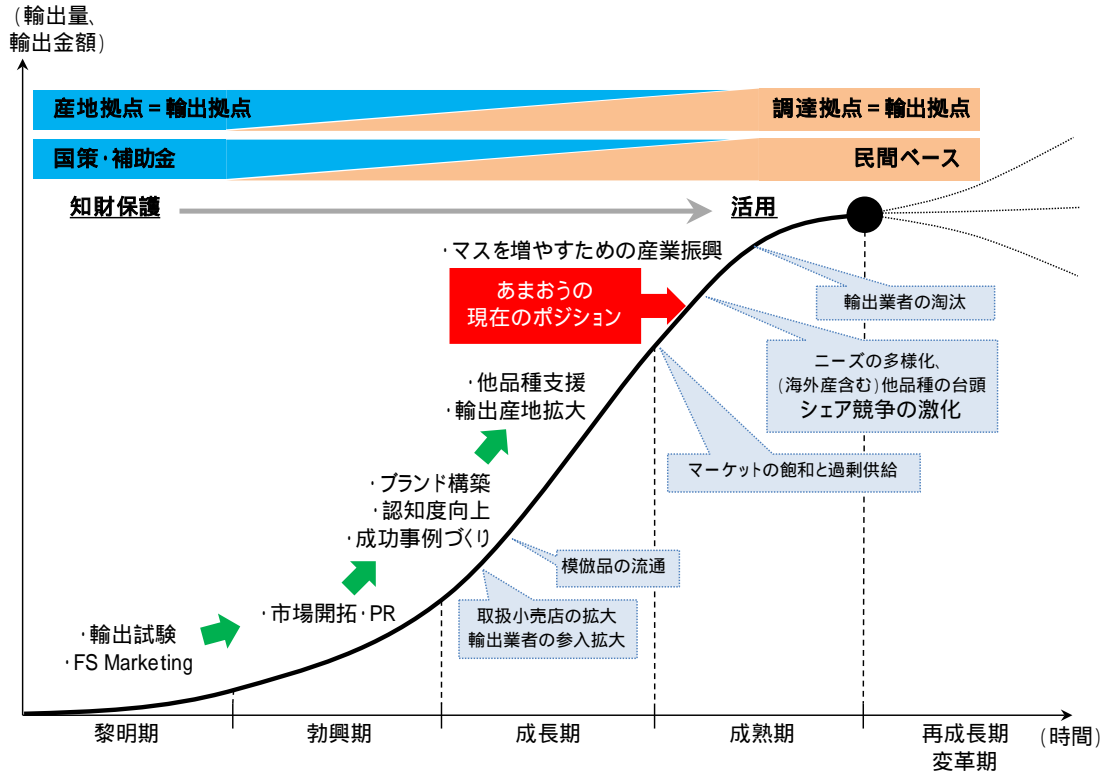 (輸出量、
輸出金額)
産地拠点=輸出拠点
調達拠点=輸出拠点
国策･補助金
民間ベース
知財保護
活用
･マスを増やすための産業振興
あまおうの
現在のポジション
輸出業者の淘汰
ニーズの多様化、
(海外産含む)他品種の台頭
シェア競争の激化
･他品種支援
･輸出産地拡大
マーケットの飽和と過剰供給
･ブランド構築
･認知度向上
･成功事例づくり
模倣品の流通
･市場開拓･PR
取扱小売店の拡大
輸出業者の参入拡大
･輸出試験
･FS Marketing
黎明期
勃興期
成長期
成熟期
再成長期
変革期
(時間)